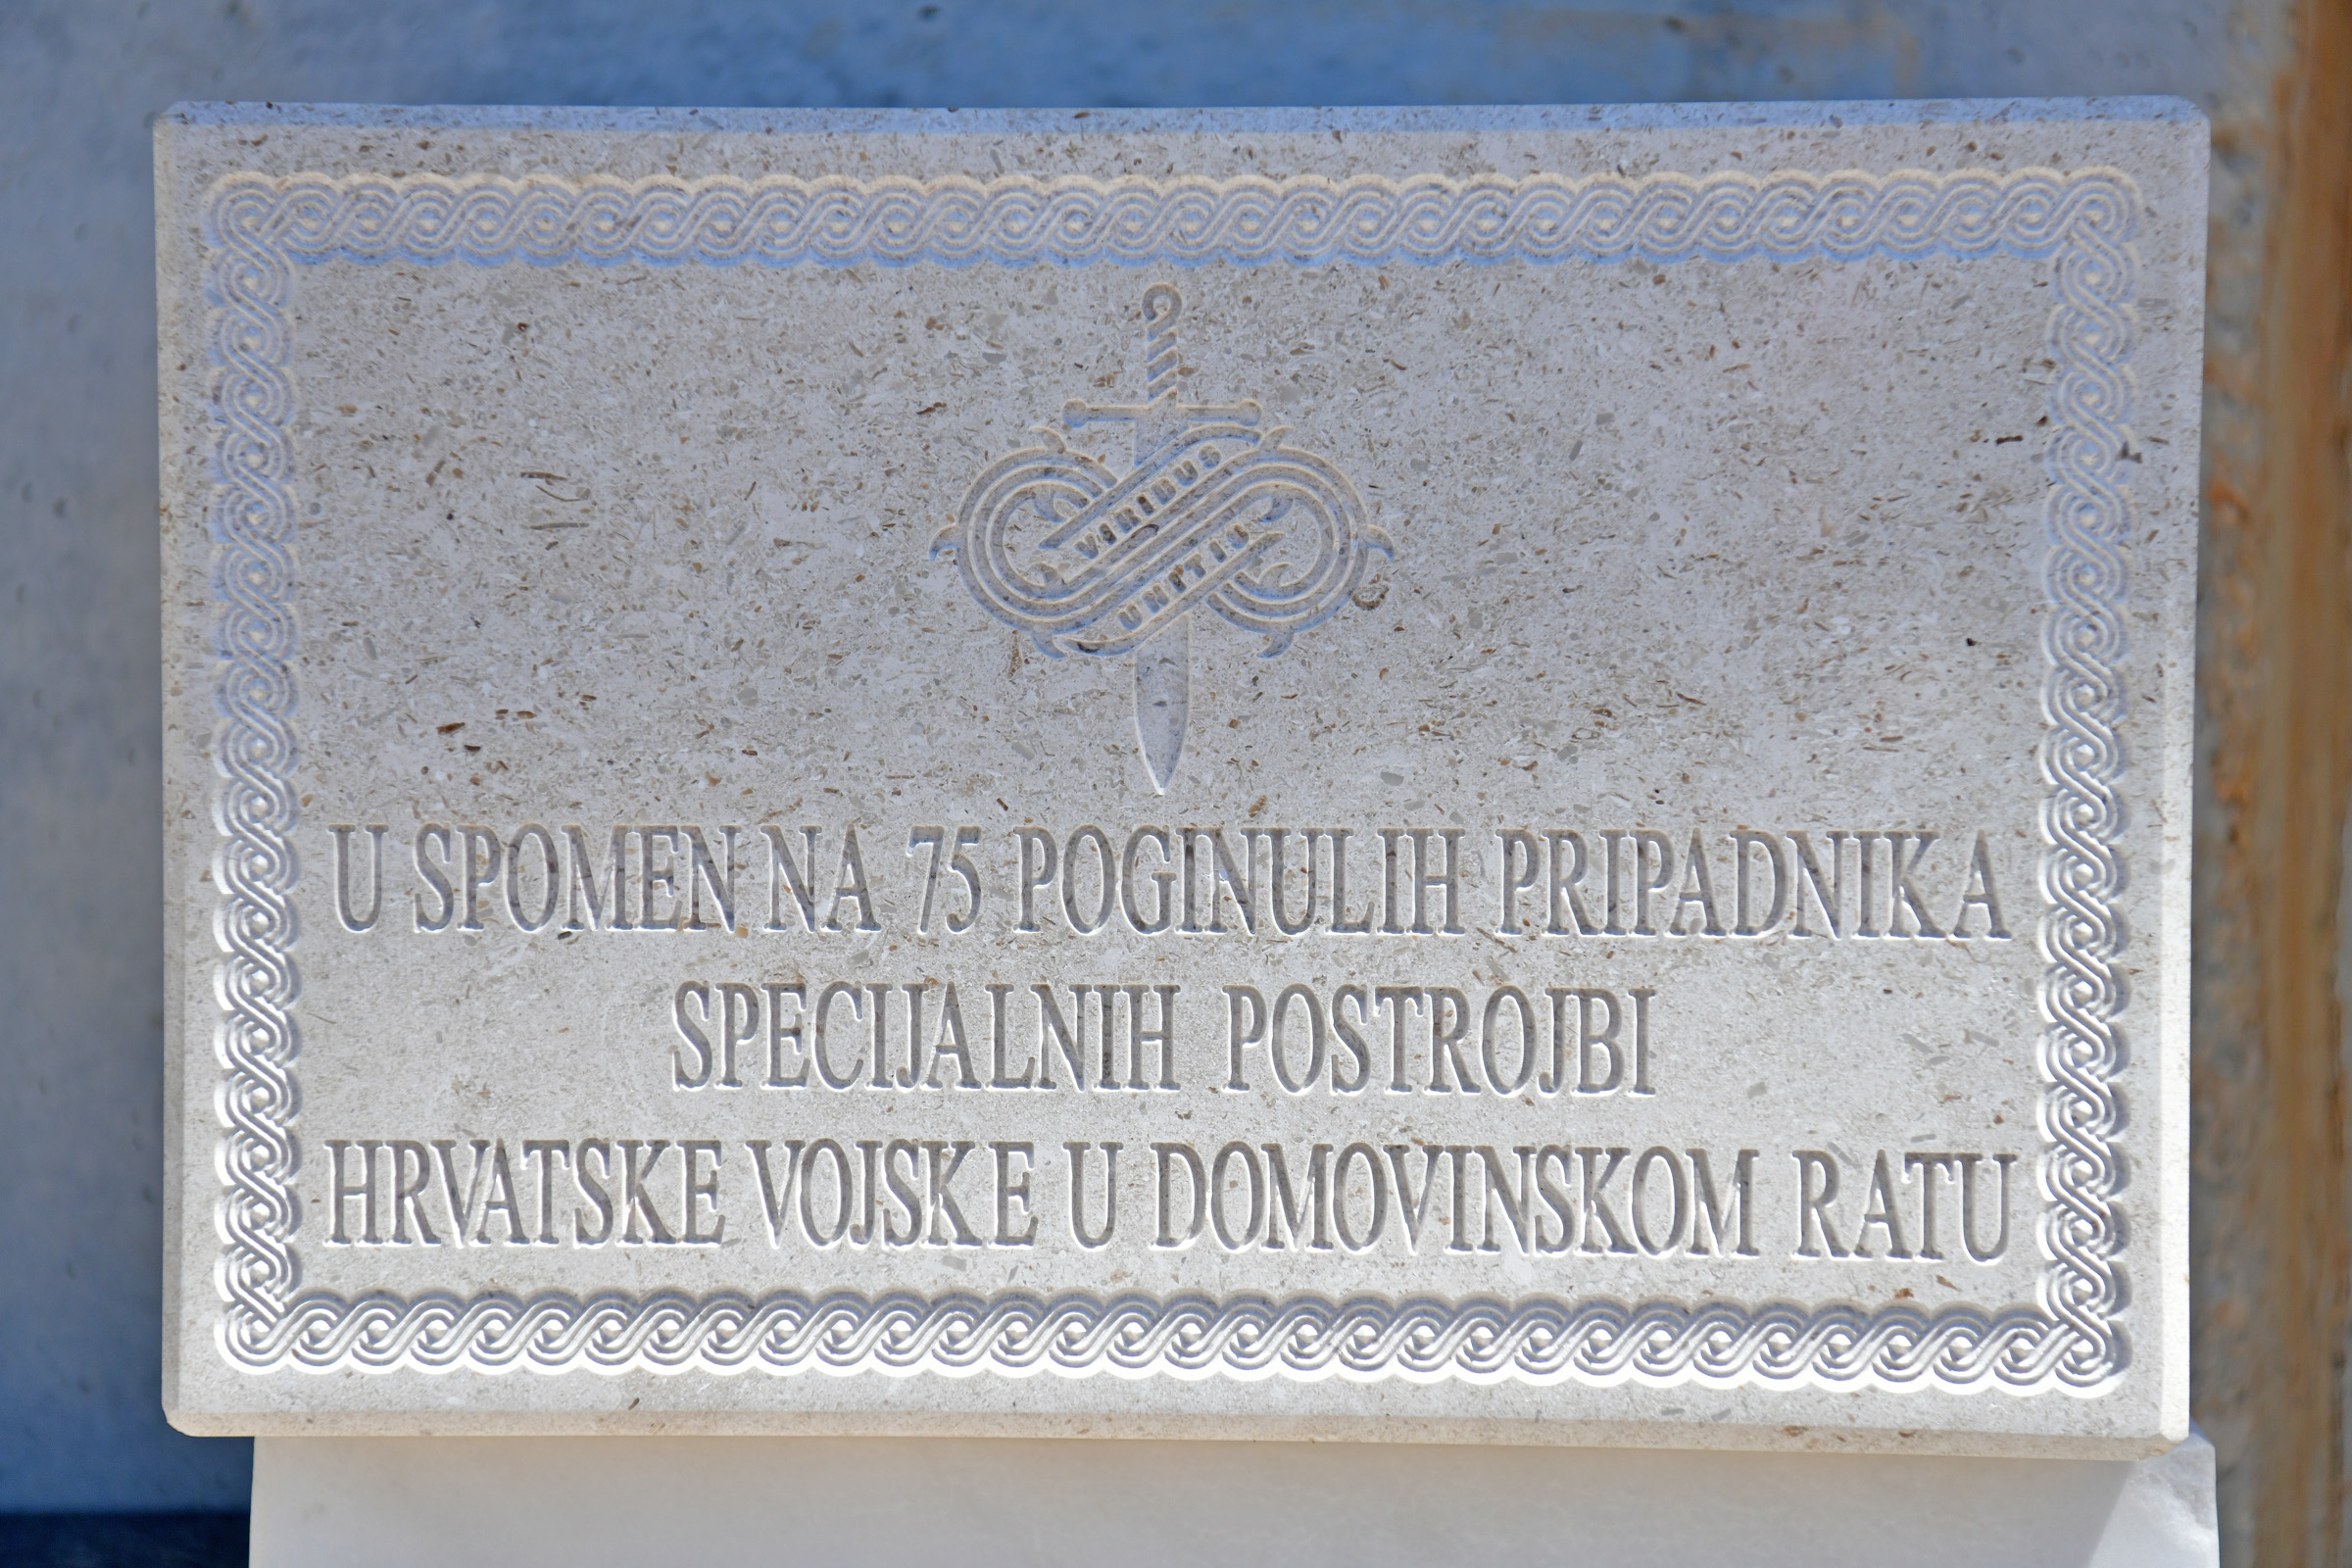 VIRIBUS
UNITIS
U SPOMEN NA 75 POGINULIH PRIPADNIKA
SPECIJALNIH POSTROJBI
HRVATSKE VOJSKE U DOMOVINSKOM RATU